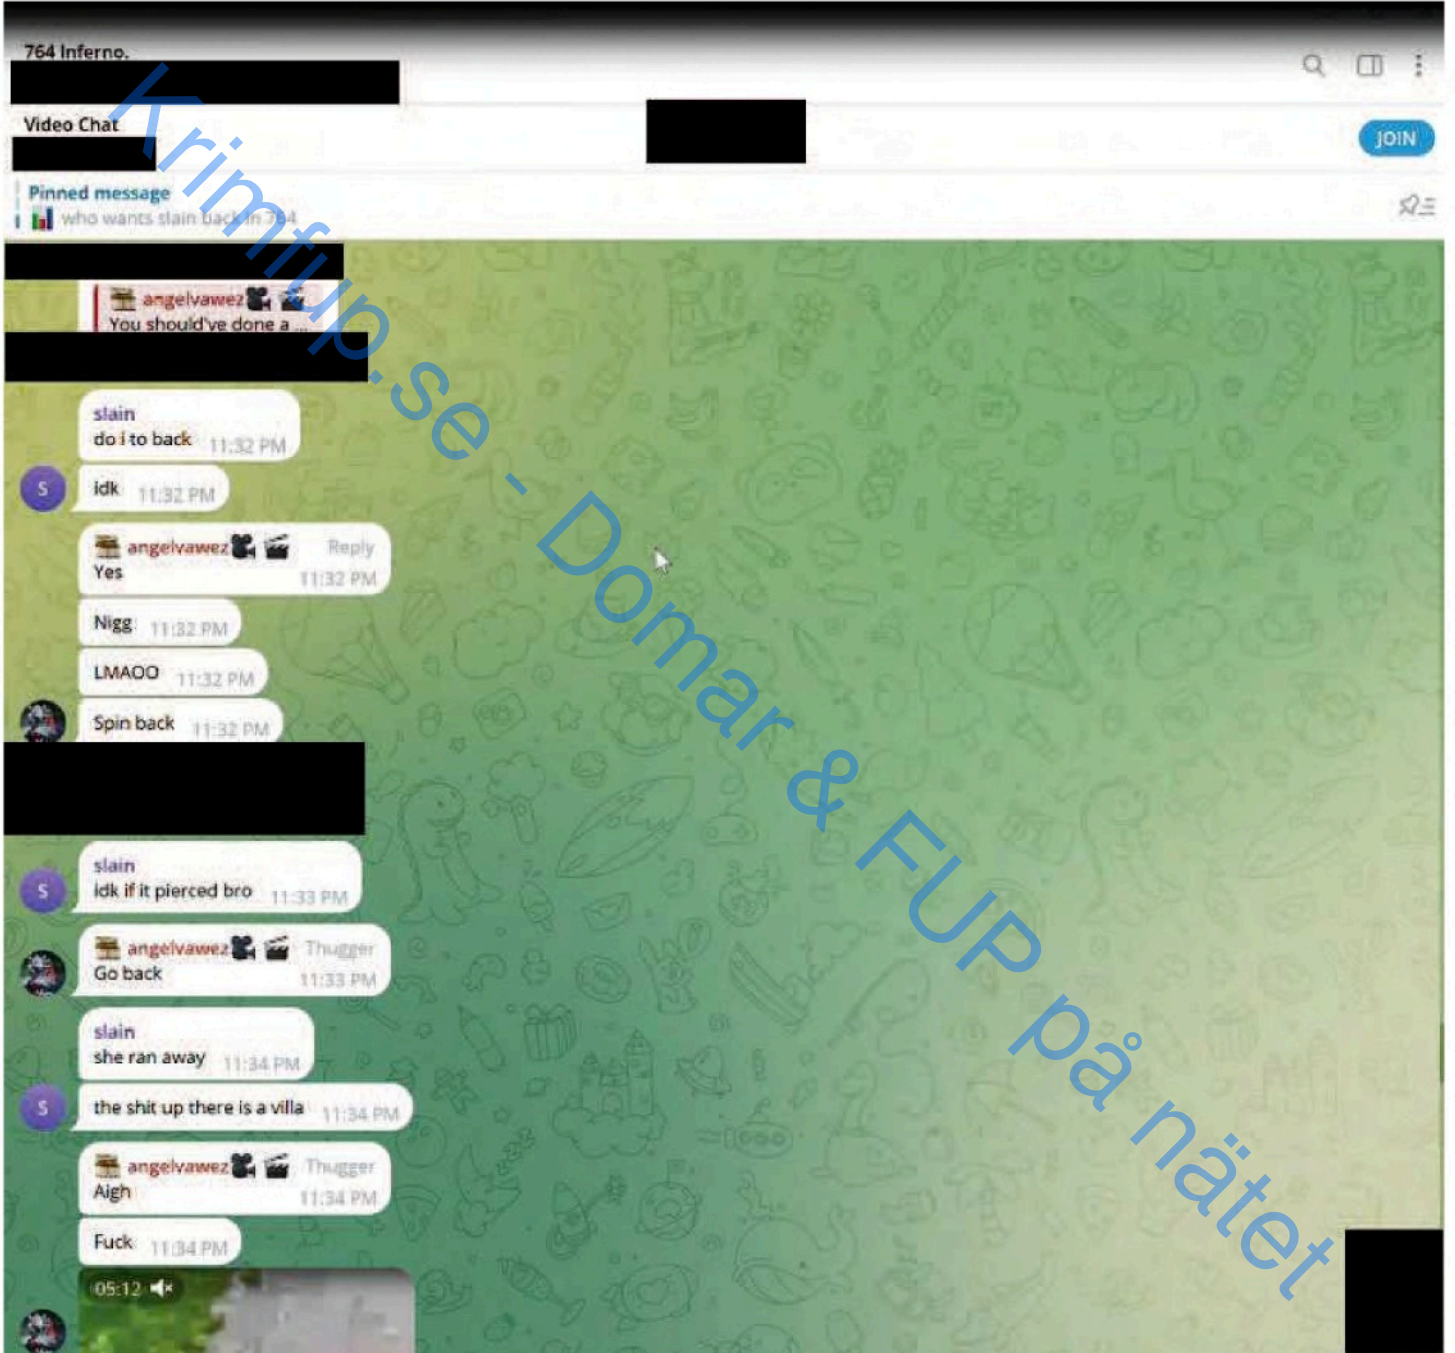 764 Inferno.
Video Chat
JOIN
Pinned message
who wants slain back in 764
angelvawez
You should've done a ...
slain
do i to back 11:32 PM
S
idk 11:32 PM
angelvawez Reply
Yes 11:32 PM
Nigg 11:32 PM
LMAOO 11:32 PM
Spin back 11:32 PM
slain
S
idk if it pierced bro 11:33 PM
angelvawez Thugger
Go back 11:33 PM
slain
she ran away 11:34 PM
S
the shit up there is a villa 11:34 PM
angelvawez Thugger
Aigh 11:34 PM
Fuck 11:34 PM
05:12
Krimfup.se - Domar & FUP på nätet